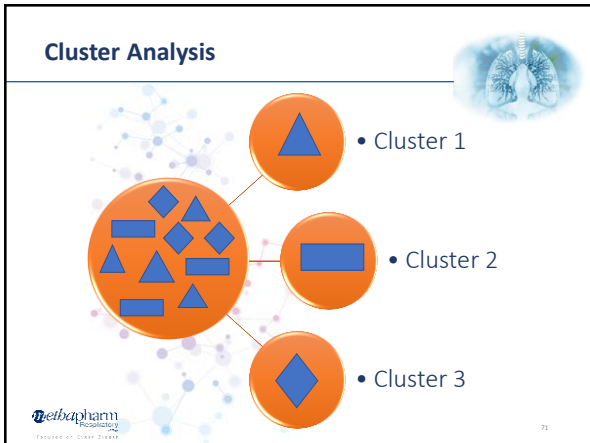 Cluster Analysis
• Cluster 1
• Cluster 2
• Cluster 3
methapharm
Respiratory
71